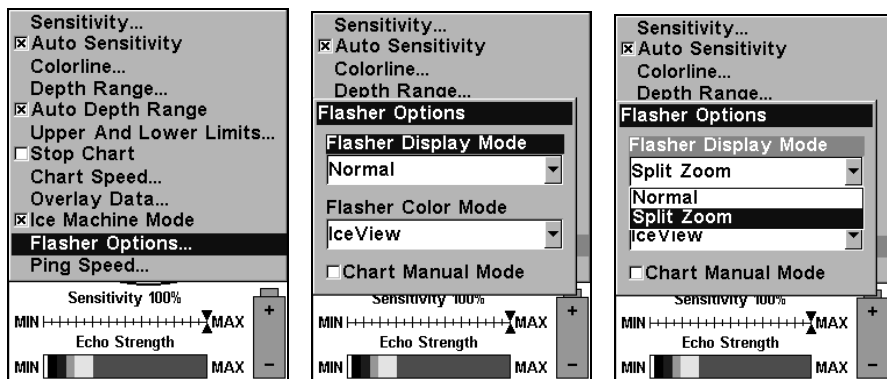 Sensitivity...
Auto Sensitivity
Colorline...
Depth Range...
Auto Depth Range
Upper And Lower Limits...
Stop Chart
Chart Speed...
Overlay Data...
Ice Machine Mode
Flasher Options...
Ping Speed...
Sensitivity 100%
MIN MAX
Echo Strength
MIN MAX
+
-
Sensitivity...
Auto Sensitivity
Colorline...
Depth Range...
Flasher Options
Flasher Display Mode
Normal
Flasher Color Mode
IceView
Chart Manual Mode
Sensitivity 100%
MIN MAX
Echo Strength
MIN MAX
+
-
Sensitivity...
Auto Sensitivity
Colorline...
Depth Range...
Flasher Options
Flasher Display Mode
Split Zoom
Normal
Split Zoom
IceView
Chart Manual Mode
Sensitivity 100%
MIN MAX
Echo Strength
MIN MAX
+
-